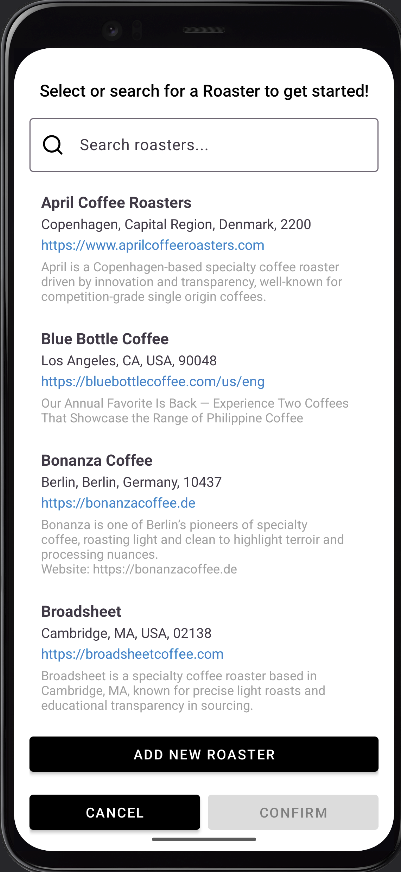 Select or search for a Roaster to get started!
Search roasters...
April Coffee Roasters
Copenhagen, Capital Region, Denmark, 2200
https://www.aprilcoffeeroasters.com
April is a Copenhagen-based specialty coffee roaster
driven by innovation and transparency, well-known for
competition-grade single origin coffees.
Blue Bottle Coffee
Los Angeles, CA, USA, 90048
https://bluebottlecoffee.com/us/eng
Our Annual Favorite Is Back — Experience Two Coffees
That Showcase the Range of Philippine Coffee
Bonanza Coffee
Berlin, Berlin, Germany, 10437
https://bonanzacoffee.de
Bonanza is one of Berlin's pioneers of specialty
coffee, roasting light and clean to highlight terroir and
processing nuances.
Website: https://bonanzacoffee.de
Broadsheet
Cambridge, MA, USA, 02138
https://broadsheetcoffee.com
Broadsheet is a specialty coffee roaster based in
Cambridge, MA, known for precise light roasts and
educational transparency in sourcing.
ADD NEW ROASTER
CANCEL
CONFIRM